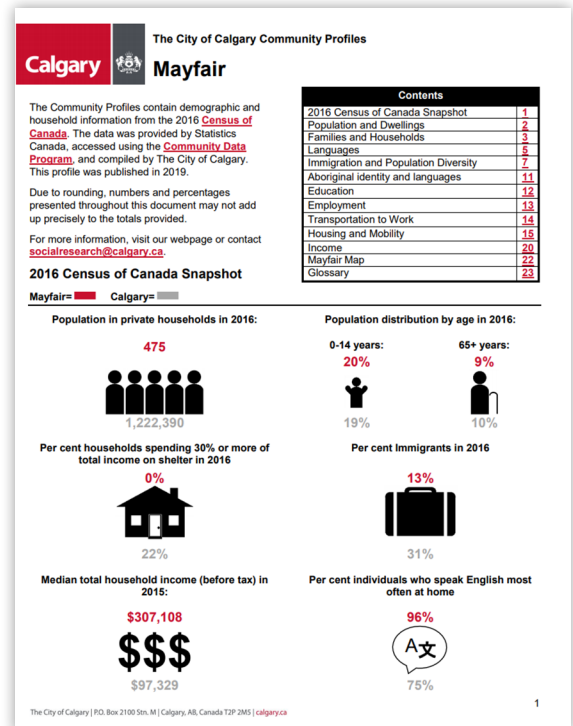 Calgary
The City of Calgary Community Profiles
Mayfair
The Community Profiles contain demographic and
household information from the 2016 Census of
Canada. The data was provided by Statistics
Canada, accessed using the Community Data
Program, and compiled by The City of Calgary.
This profile was published in 2019.
Due to rounding, numbers and percentages
presented throughout this document may not add
up precisely to the totals provided.
For more information, visit our webpage or contact
socialresearch@calgary.ca.
Contents
2016 Census of Canada Snapshot 1
Population and Dwellings 2
Families and Households 3
Languages 5
Immigration and Population Diversity 7
Aboriginal identity and languages 11
Education 12
Employment 13
Transportation to Work 14
Housing and Mobility 15
Income 20
Mayfair Map 22
Glossary 23
2016 Census of Canada Snapshot
Mayfair= Calgary=
Population in private households in 2016:
475
1,222,390
Population distribution by age in 2016:
0-14 years: 65+ years:
20% 9%
19% 10%
Per cent households spending 30% or more of
total income on shelter in 2016
0%
22%
Per cent Immigrants in 2016
13%
31%
Median total household income (before tax) in
2015:
$307,108
$$$
$97,329
Per cent individuals who speak English most
often at home
96%
A文
75%
1
The City of Calgary | P.O. Box 2100 Stn. M | Calgary, AB, Canada T2P 2M5 | calgary.ca